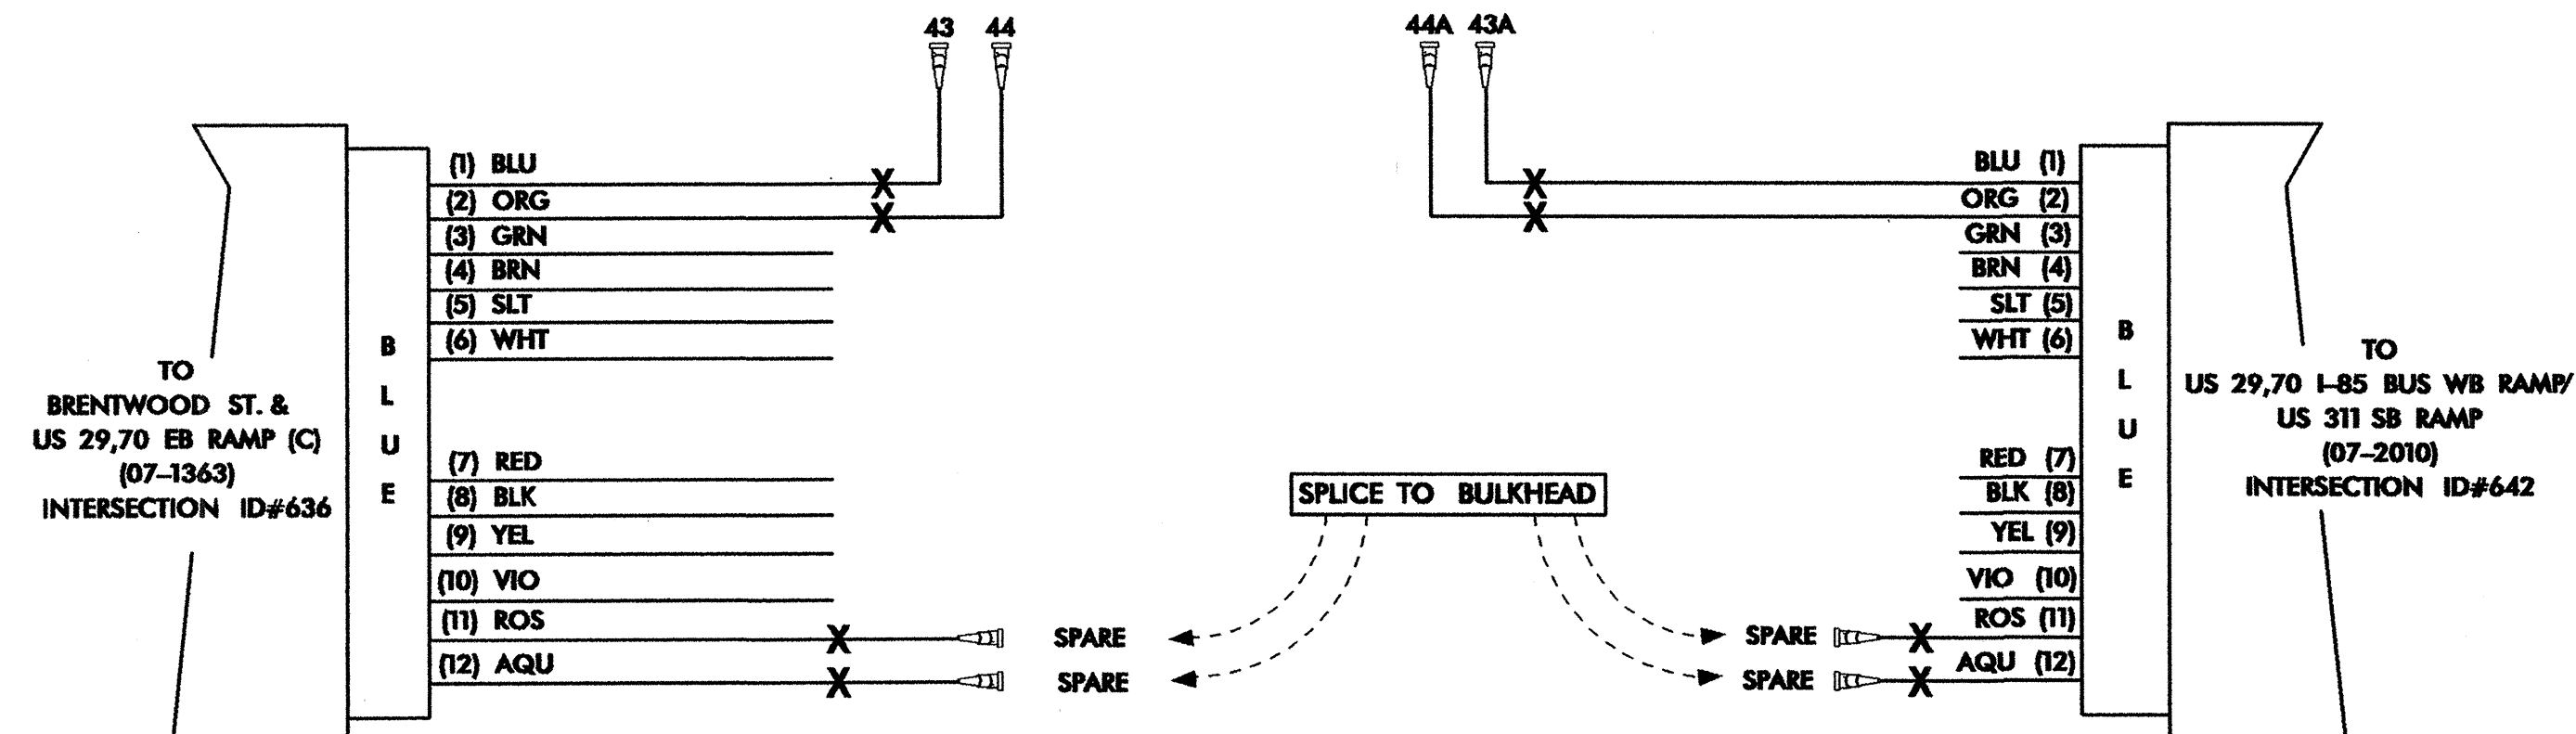 43 44
44A 43A
(1) BLU
(2) ORG
(3) GRN
(4) BRN
(5) SLT
(6) WHT
(7) RED
(8) BLK
(9) YEL
(10) VIO
(11) ROS
(12) AQU
BLUE
TO
BRENTWOOD ST. &
US 29,70 EB RAMP (C)
(07-1363)
INTERSECTION ID#636
X
X
X
X
SPARE
SPARE
SPLICE TO BULKHEAD
SPARE
SPARE
X
X
X
X
BLU (1)
ORG (2)
GRN (3)
BRN (4)
SLT (5)
WHT (6)
RED (7)
BLK (8)
YEL (9)
VIO (10)
ROS (11)
AQU (12)
BLUE
TO
US 29,70 I-85 BUS WB RAMP/
US 311 SB RAMP
(07-2010)
INTERSECTION ID#642